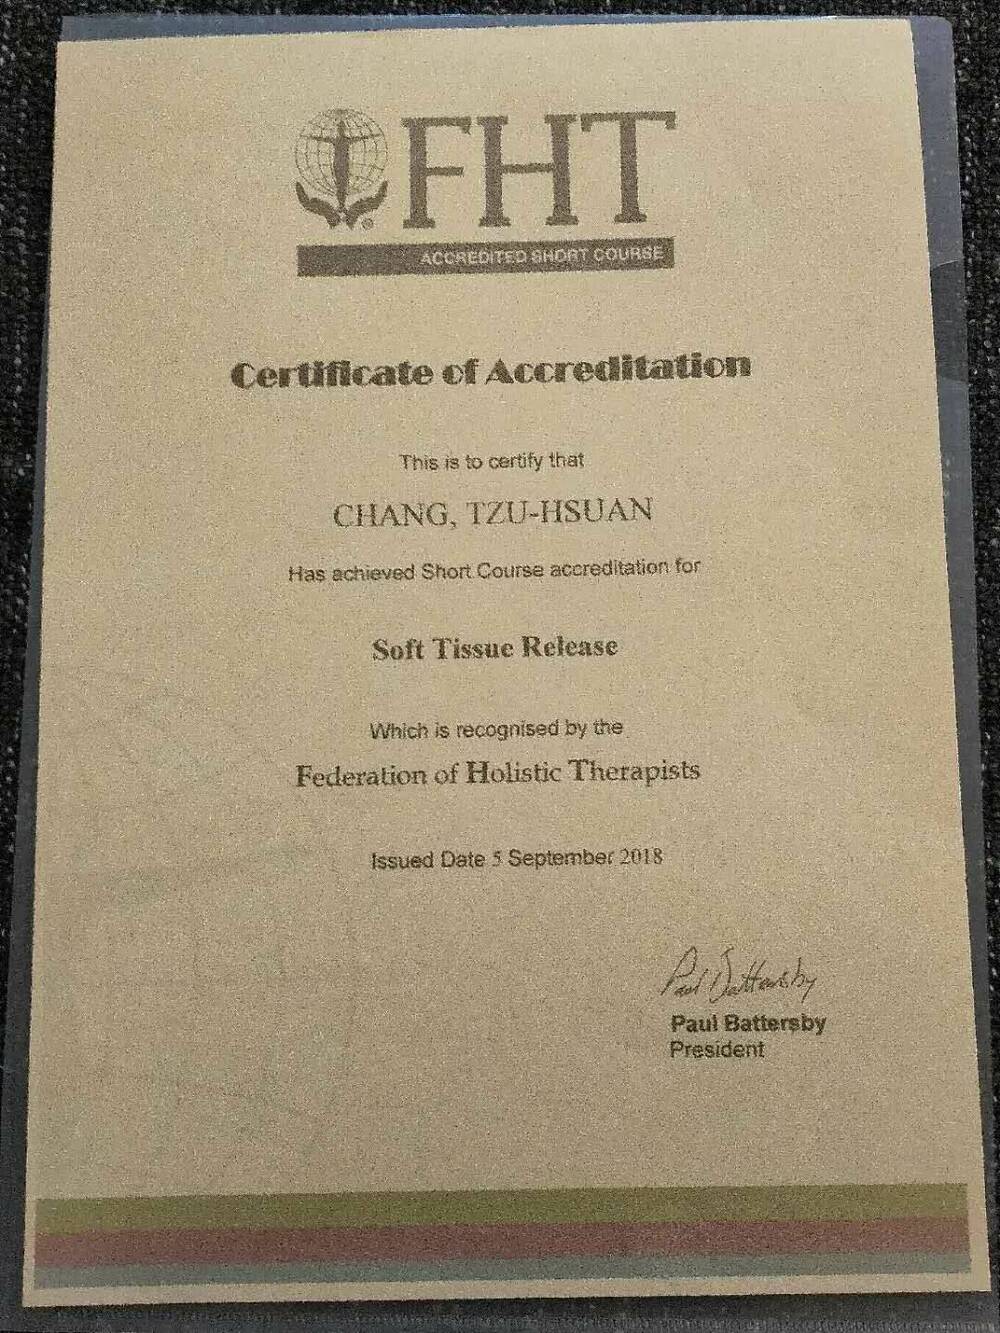 FHT
ACCREDITED SHORT COURSE
Certificate of Accreditation
This is to certify that
CHANG, TZU-HSUAN
Has achieved Short Course accreditation for
Soft Tissue Release
Which is recognised by the
Federation of Holistic Therapists
Issued Date 5 September 2018
Paul Battersby
Paul Battersby
President